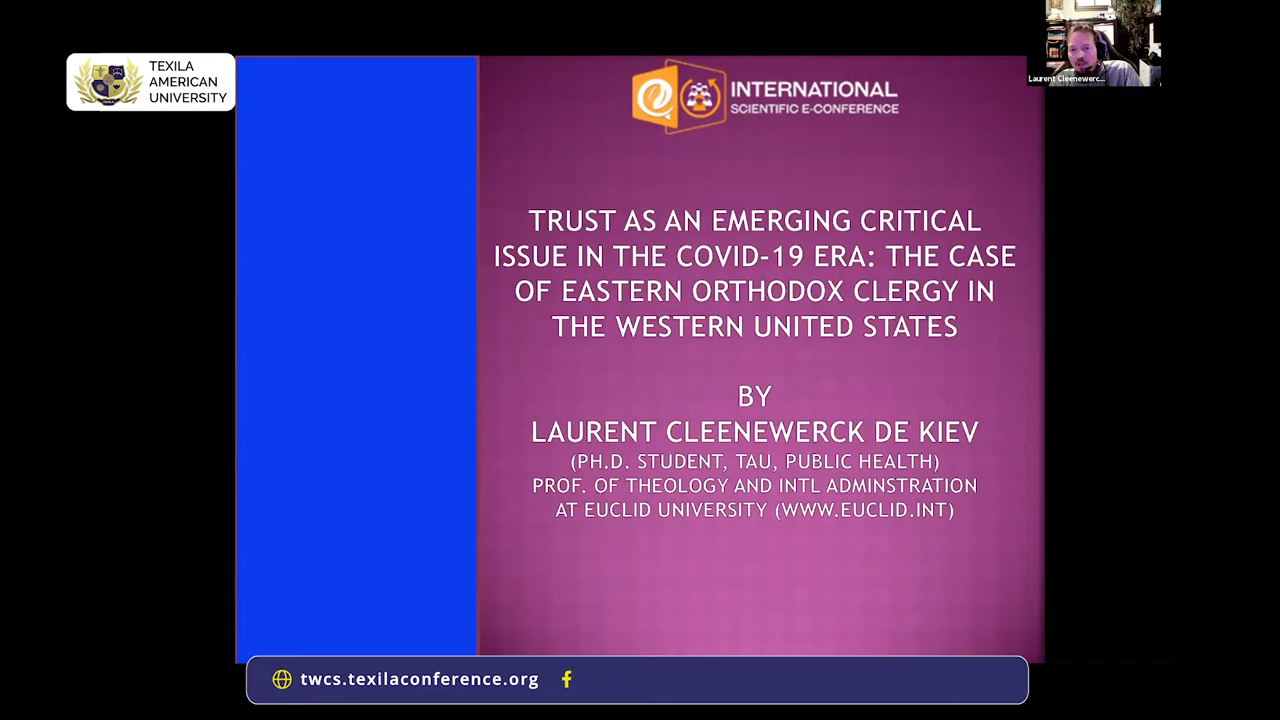 TEXILA
AMERICAN
UNIVERSITY
Laurent Cleenewerc...
INTERNATIONAL
SCIENTIFIC E-CONFERENCE
TRUST AS AN EMERGING CRITICAL
ISSUE IN THE COVID-19 ERA: THE CASE
OF EASTERN ORTHODOX CLERGY IN
THE WESTERN UNITED STATES
BY
LAURENT CLEENEWERCK DE KIEV
(PH.D. STUDENT, TAU, PUBLIC HEALTH)
PROF. OF THEOLOGY AND INTL ADMINSTRATION
AT EUCLID UNIVERSITY (WWW.EUCLID.INT)
twcs.texilaconference.org